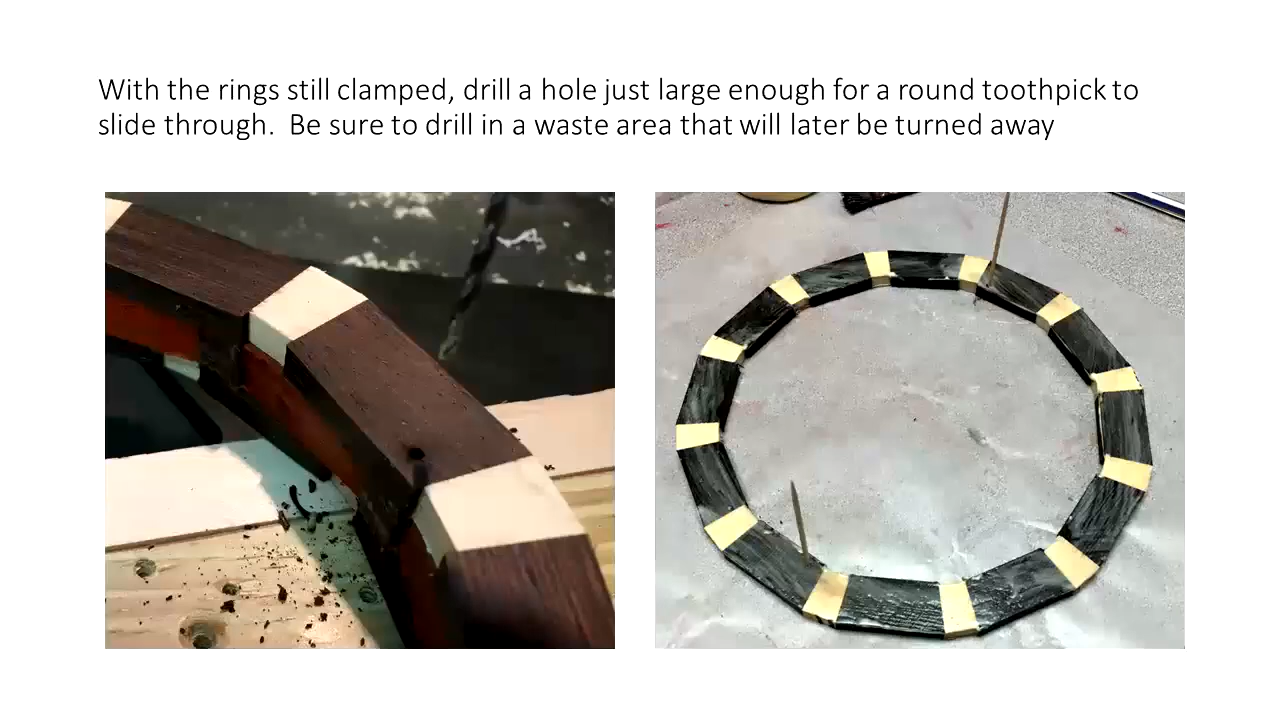 With the rings still clamped, drill a hole just large enough for a round toothpick to
slide through.  Be sure to drill in a waste area that will later be turned away